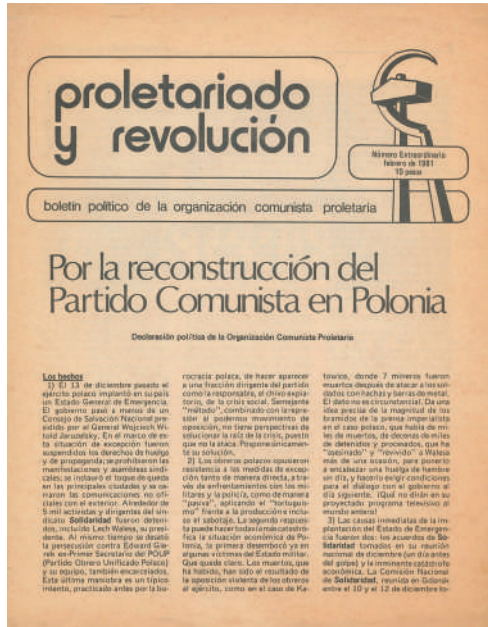 proletariado
y revolución
Número Extraordinario
febrero de 1981
10 pesos
boletín político de la organización comunista proletaria
Por la reconstrucción del
Partido Comunista en Polonia
Declaración política de la Organización Comunista Proletaria
Los hechos
1) El 13 de diciembre pasado el
ejército polaco implantó en su país
un Estado General de Emergencia.
El gobierno pasó a manos de un
Consejo de Salvación Nacional pre-
sidido por el General Wojciech Wi-
told Jaruzelsky. En el marco de es-
ta situación de excepción fueron
suspendidos los derechos de huelga
y de propaganda; se prohibieron las
manifestaciones y asambleas sindi-
cales; se instauró el toque de queda
en las principales ciudades y se ce-
rraron las comunicaciones no ofi-
ciales con el exterior. Alrededor de
5 mil activistas y dirigentes del sin-
dicato Solidaridad fueron deteni-
dos, incluído Lech Walesa, su presi-
dente. Al mismo tiempo se desató
la persecución contra Edward Gie-
rek ex-Primer Secretario del POUP
(Partido Obrero Unificado Polaco)
y su equipo, también encarcelados.
Esta última maniobra es un típico
intento, practicado antes por la bu-
rocracia polaca, de hacer aparecer
a una fracción dirigente del partido
como la responsable, el chivo expia-
torio, de la crisis social. Semejante
"método", combinado con la repre-
sión al poderoso movimiento de
oposición, no tiene perspectivas de
solucionar la raíz de la crisis, puesto
que no la ataca. Pospone únicamen-
te su solución.
2) Los obreros polacos opusieron
resistencia a las medidas de excep-
ción tanto de manera directa, a tra-
vés de enfrentamientos con los mi-
litares y la policía, como de manera
"pasiva", aplicando el "tortuguis-
mo" frente a la producción e inclu-
so el sabotaje. La segunda respues-
ta puede hacer todavía más catastró-
fica la situación económica de Po-
lonia, la primera desembocó ya en
algunas víctimas del Estado militar.
Que quede claro. Los muertos, que
ha habido, han sido el resultado de
la oposición violenta de los obreros
al ejército, como en el caso de Ka-
towice, donde 7 mineros fueron
muertos después de atacar a los sol-
dados con hachas y barras de metal.
El dato no es circunstancial. Da una
idea precisa de la magnitud de los
bramidos de la prensa imperialista
en el caso polaco, que habla de mi-
les de muertos, de decenas de miles
de detenidos y procesados, que ha
"asesinado" y "revivido" a Walesa
más de una ocasión, para ponerlo
a encabezar una huelga de hambre
sin día, y hacerlo exigir condiciones
para el diálogo con el gobierno al
día siguiente. ¡Qué no dirán en su
proyectado programa televisivo al
mundo entero!
3) Las causas inmediatas de la im-
plantación del Estado de Emergen-
cia fueron dos: los acuerdos de So-
lidaridad tomados en su reunión
nacional de diciembre (un día antes
del golpe) y la inminente catástrofe
económica. La Comisión Nacional
de Solidaridad, reunida en Gdansk
entre el 10 y el 12 de diciembre to-